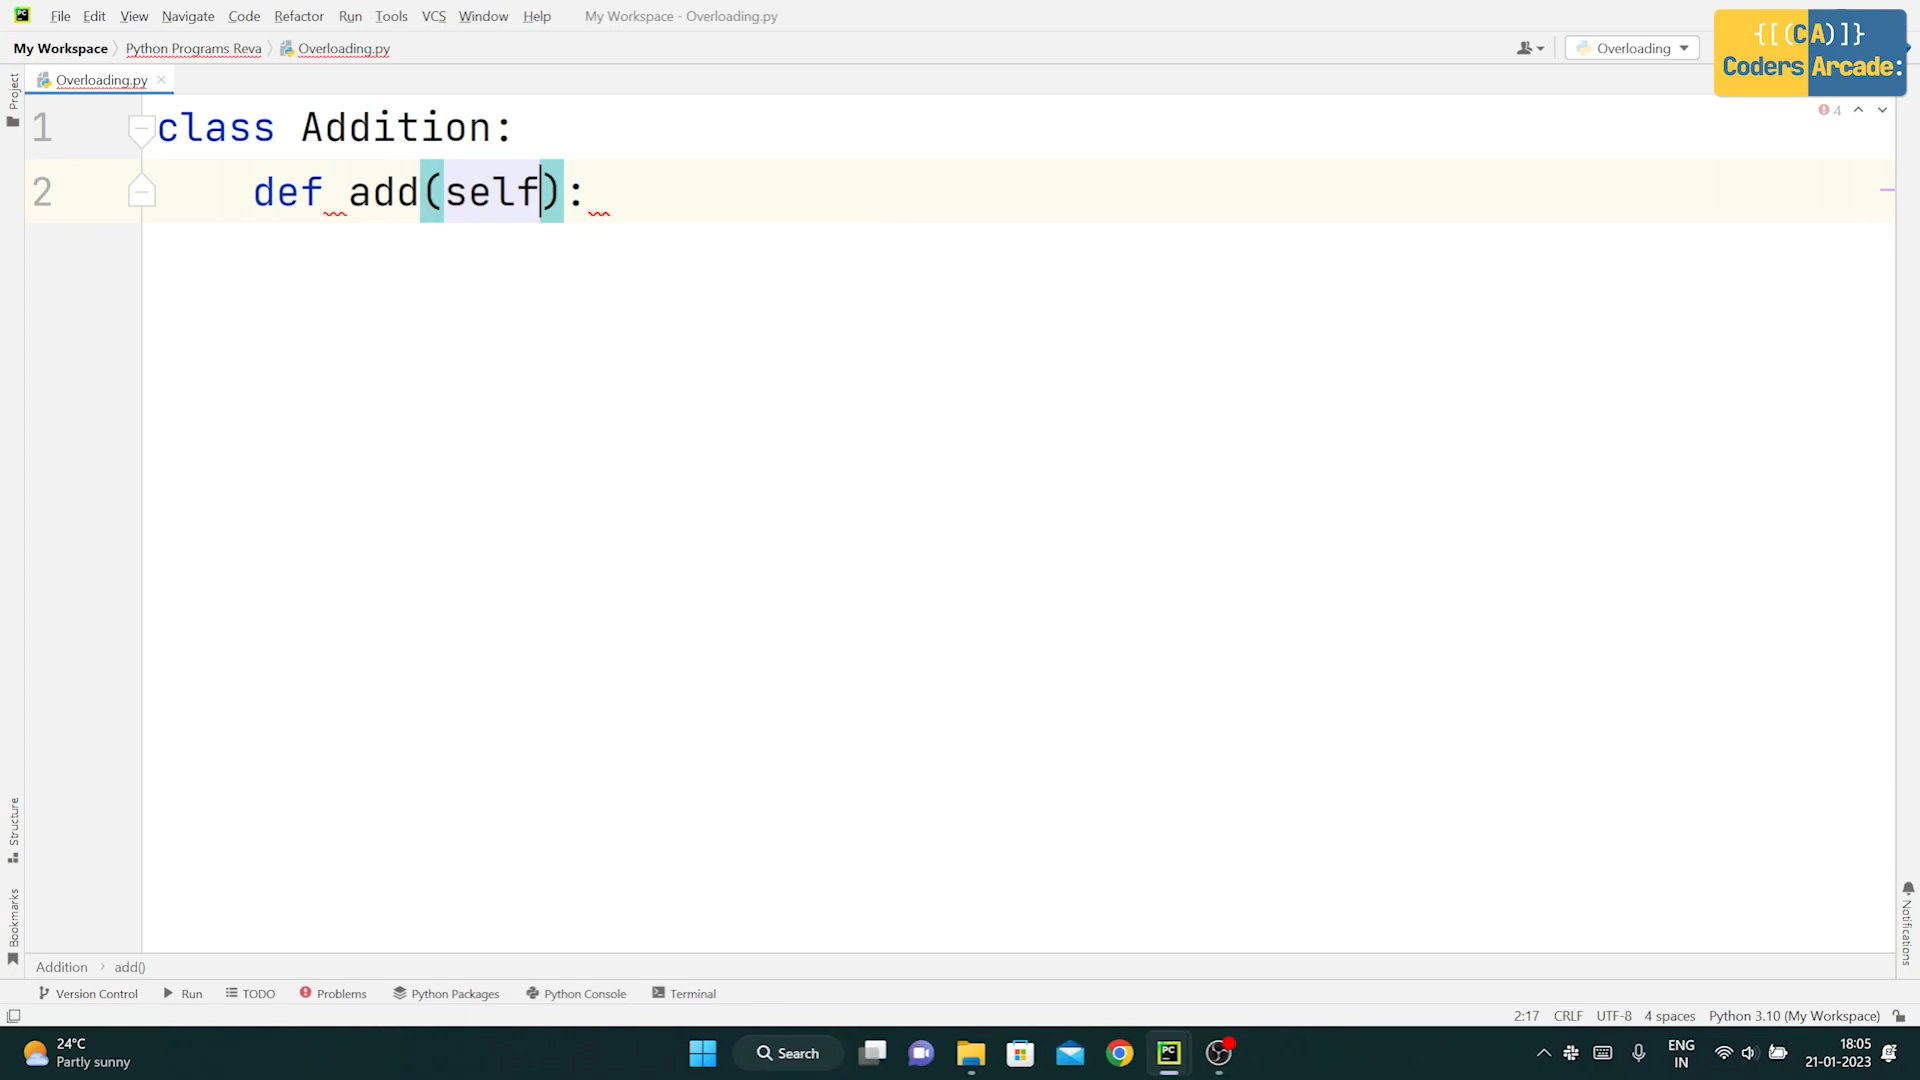 File Edit View Navigate Code Refactor Run Tools VCS Window Help My Workspace - Overloading.py
{[(CA)]}
Coders Arcade:
My Workspace Python Programs Reva Overloading.py Overloading
Overloading.py
Project
4
1 class Addition:
2 def add(self):
Structure
Bookmarks
Notifications
Addition add()
Version Control Run TODO Problems Python Packages Python Console Terminal
2:17 CRLF UTF-8 4 spaces Python 3.10 (My Workspace)
24°C
Partly sunny
Search
ENG
IN
18:05
21-01-2023